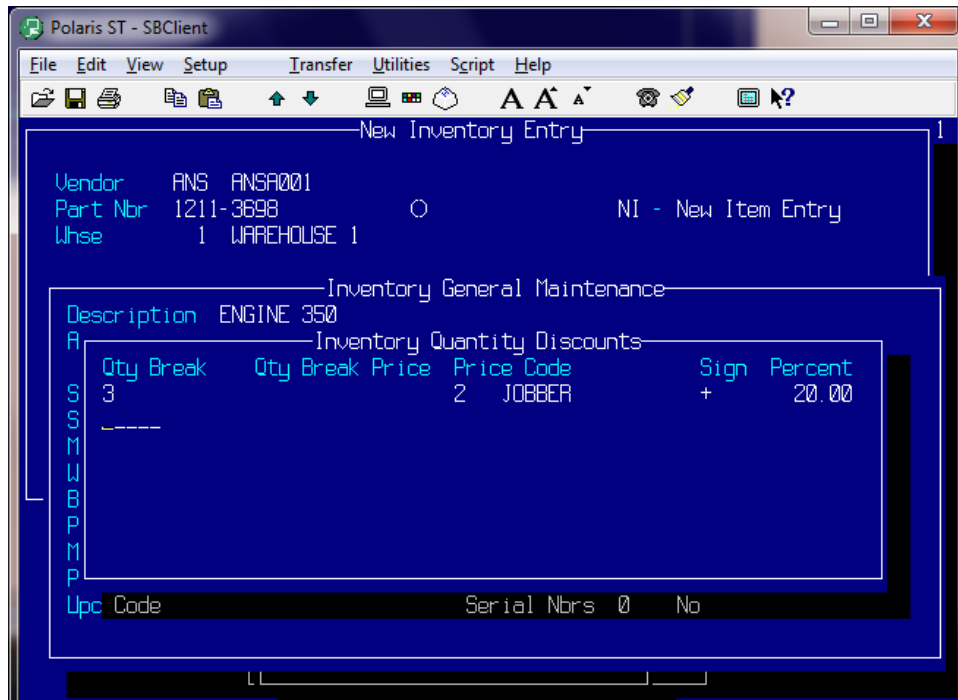 Polaris ST - SBClient
File Edit View Setup Transfer Utilities Script Help
A A A
New Inventory Entry 1
Vendor ANS ANSA001
Part Nbr 1211-3698 O NI - New Item Entry
Whse 1 WAREHOUSE 1
Inventory General Maintenance
Description ENGINE 350
A Inventory Quantity Discounts
Qty Break Qty Break Price Price Code Sign Percent
S 3 2 JOBBER + 20.00
S _____
M
W
B
P
M
P
Upc Code Serial Nbrs 0 No